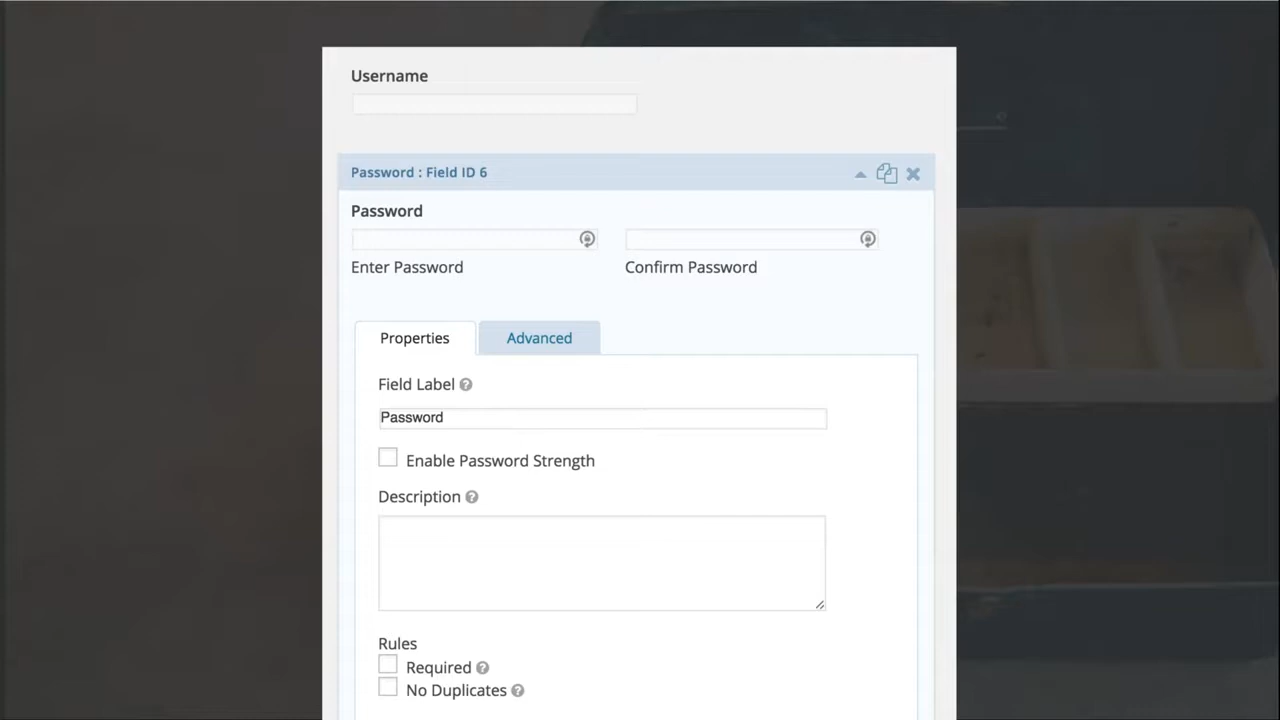 Username
Password : Field ID 6
Password
Enter Password Confirm Password
Properties Advanced
Field Label
Password
Enable Password Strength
Description
Rules
Required
No Duplicates